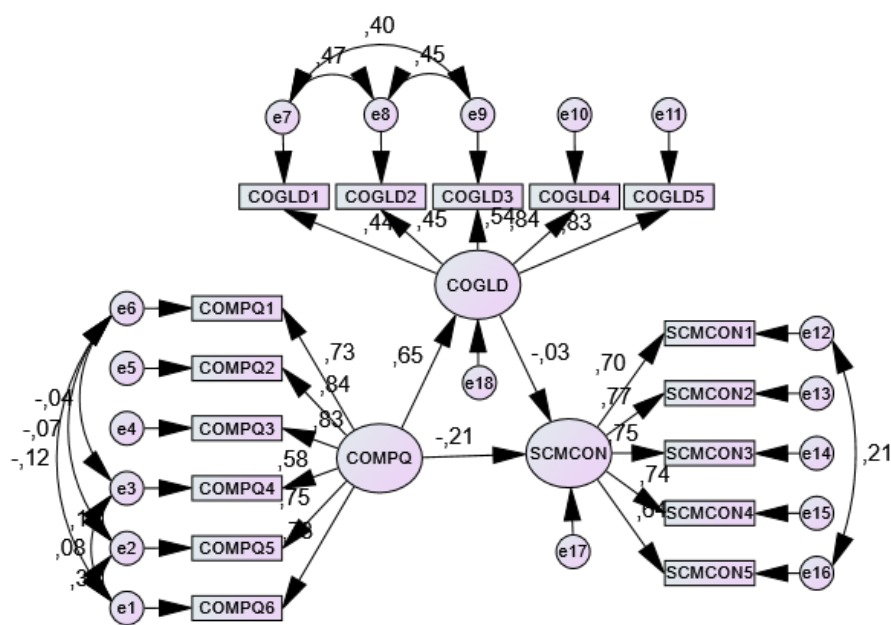 ,40
,47
,45
e7
e8
e9
e10
e11
COGLD1
COGLD2
COGLD3
COGLD4
COGLD5
,44
,45
,54
,84
,83
COGLD
e6
COMPQ1
e5
COMPQ2
e4
COMPQ3
e3
COMPQ4
e2
COMPQ5
e1
COMPQ6
-,04
-,07
-,12
,08
,73
,84
,83
,58
,75
COMPQ
,65
e18
-,03
-,21
SCMCON
e17
,70
,77
,75
,74
SCMCON1
e12
SCMCON2
e13
SCMCON3
e14
SCMCON4
e15
SCMCON5
e16
,21